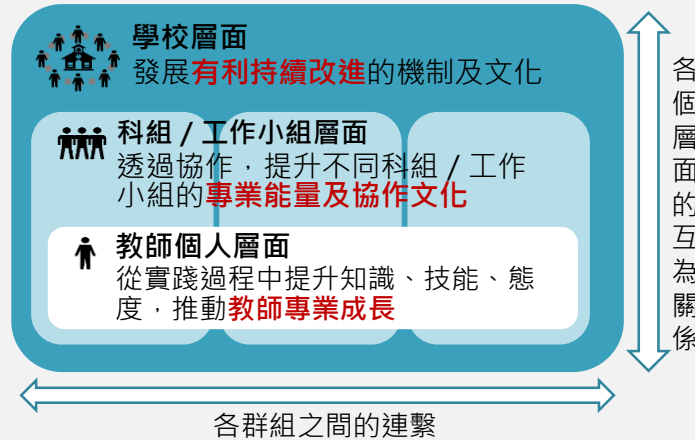 學校層面
發展有利持續改進的機制及文化
科組 / 工作小組層面
透過協作，提升不同科組 / 工作
小組的專業能量及協作文化
教師個人層面
從實踐過程中提升知識、技能、態
度，推動教師專業成長
各個層面的互為關係
各群組之間的連繫